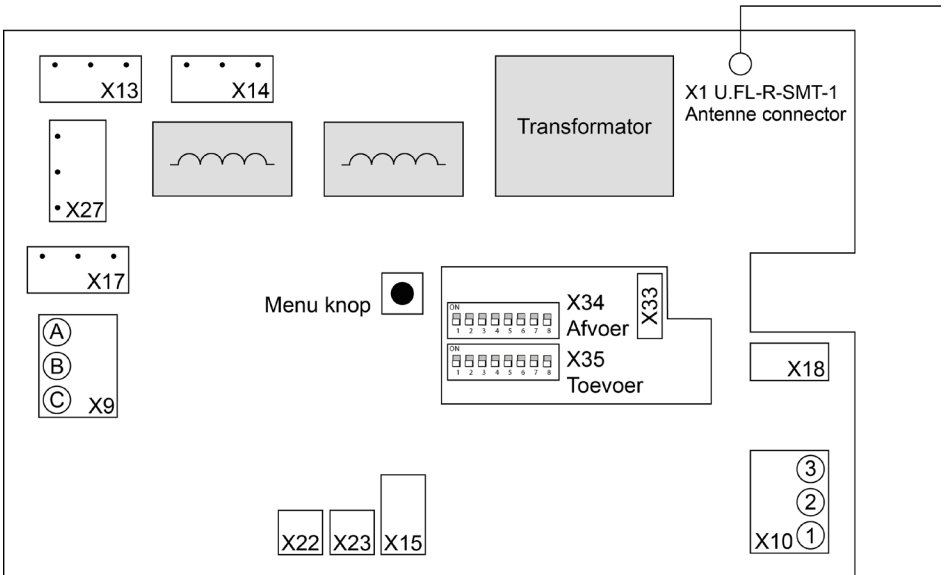 X13
X14
X1 U.FL-R-SMT-1
Antenne connector
Transformator
X27
X17
Menu knop
ON
1 2 3 4 5 6 7 8
X34
Afvoer
X33
ON
1 2 3 4 5 6 7 8
X35
Toevoer
X18
A
B
C
X9
3
2
1
X10
X22
X23
X15